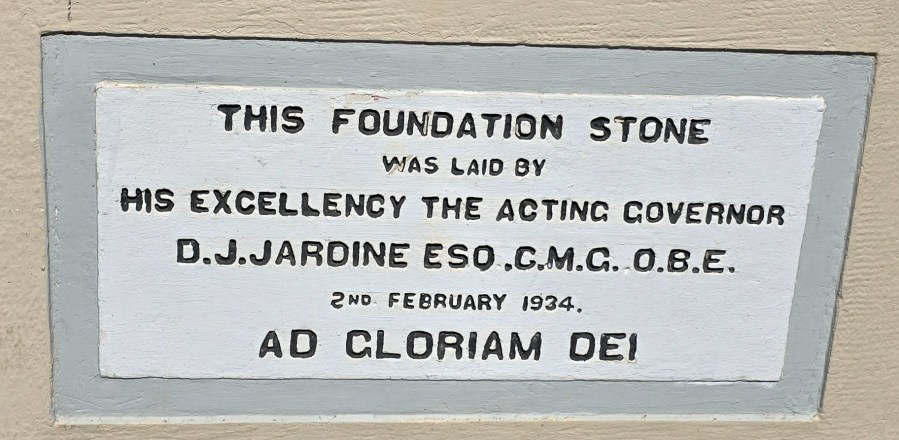 THIS FOUNDATION STONE
WAS LAID BY
HIS EXCELLENCY THE ACTING GOVERNOR
D.J.JARDINE ESQ.,C.M.G. O.B.E.
2ND FEBRUARY 1934.
AD GLORIAM DEI